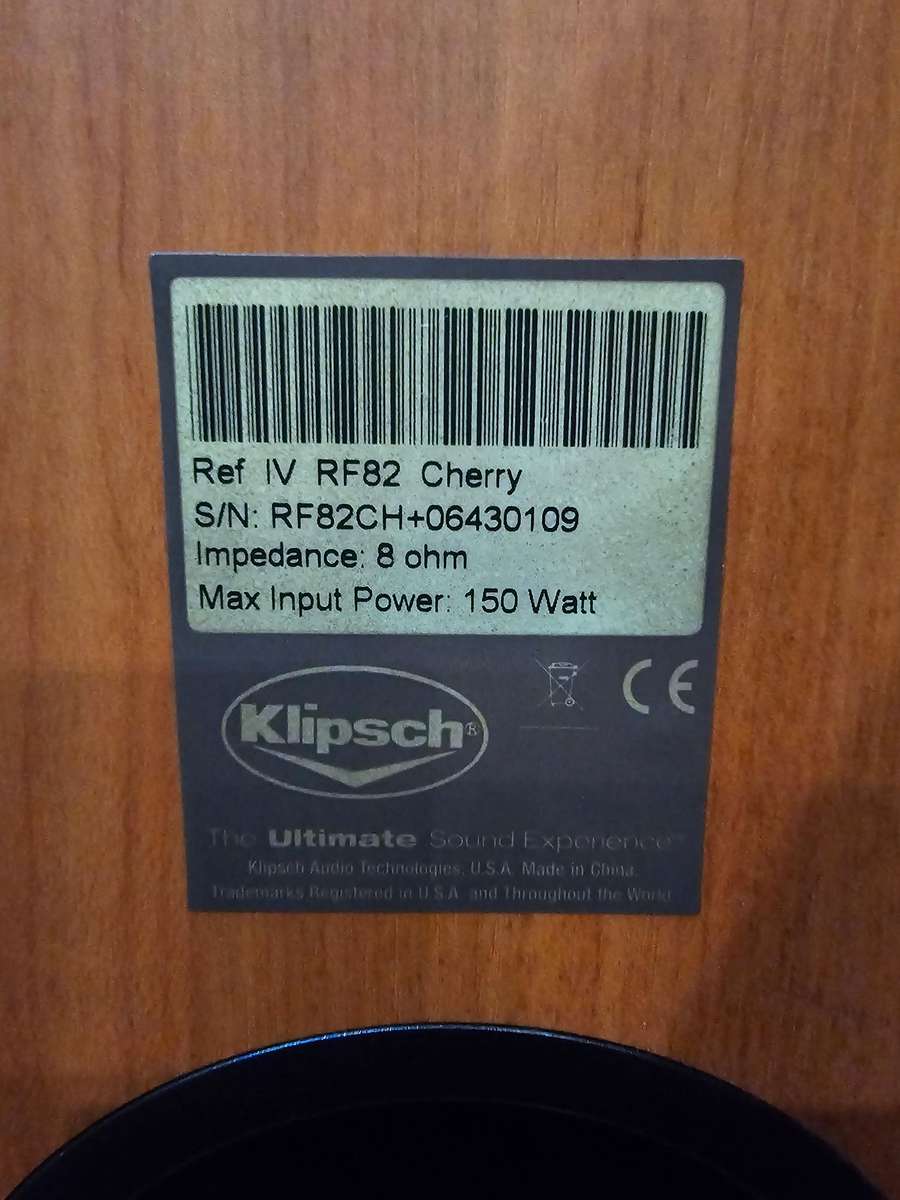 Ref IV RF82 Cherry
S/N: RF82CH+06430109
Impedance: 8 ohm
Max Input Power: 150 Watt
Klipsch®
CE
The Ultimate Sound Experience™
Klipsch Audio Technologies, U.S.A. Made in China.
Trademarks Registered in U.S.A. and Throughout the World